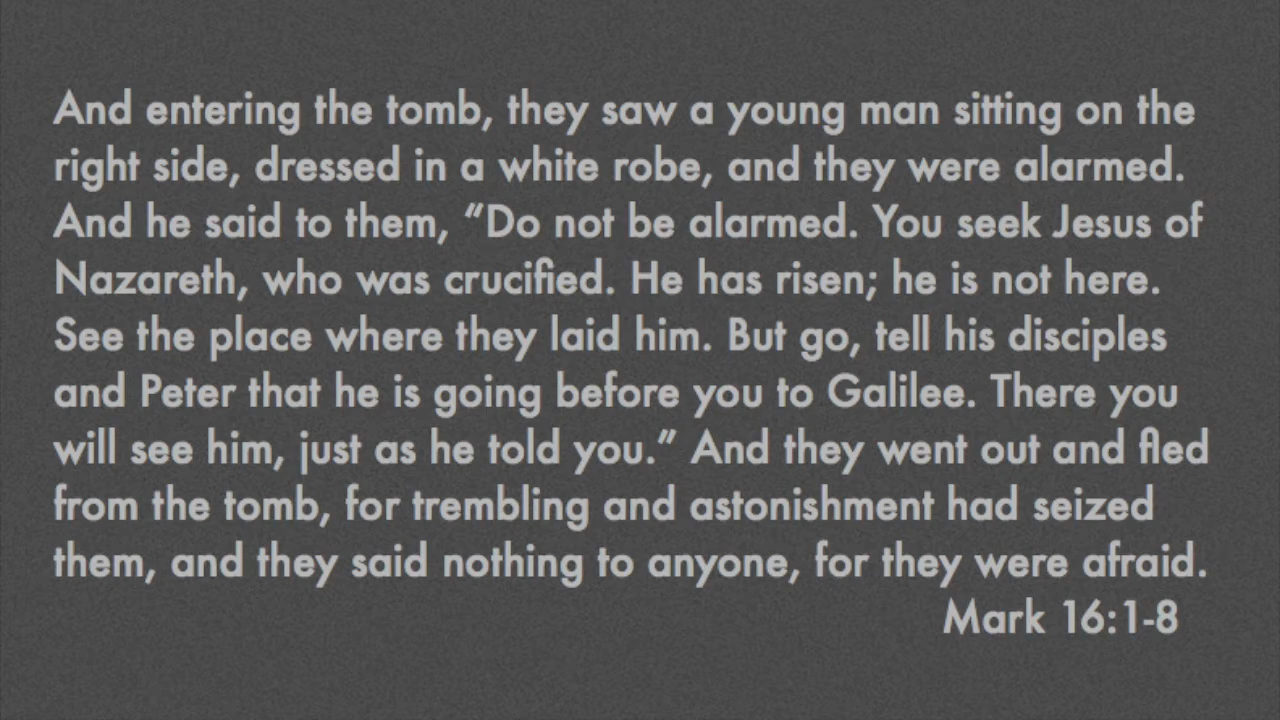 And entering the tomb, they saw a young man sitting on the
right side, dressed in a white robe, and they were alarmed.
And he said to them, “Do not be alarmed. You seek Jesus of
Nazareth, who was crucified. He has risen; he is not here.
See the place where they laid him. But go, tell his disciples
and Peter that he is going before you to Galilee. There you
will see him, just as he told you.” And they went out and fled
from the tomb, for trembling and astonishment had seized
them, and they said nothing to anyone, for they were afraid.
Mark 16:1-8